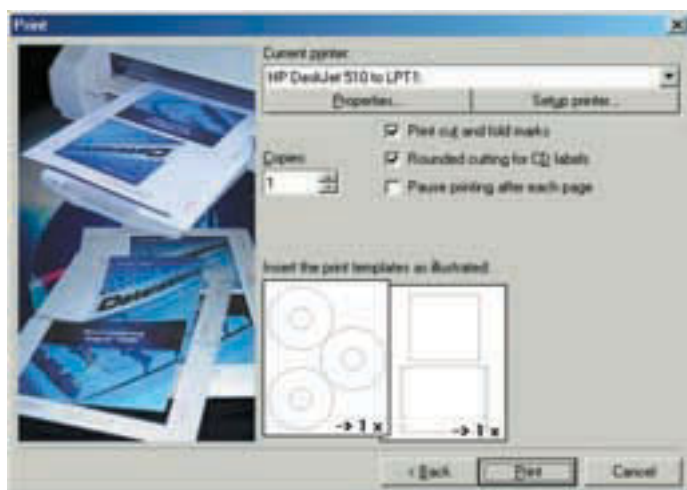 Print
Current printer
HP DeskJet 510 to LPT1:
Properties...
Setup printer...
Print cut and fold marks
Copies
Rounded cutting for CD labels
1
Pause printing after each page
Insert the print templates as illustrated:
-> 1 x
-> 1 x
< Back
Print
Cancel